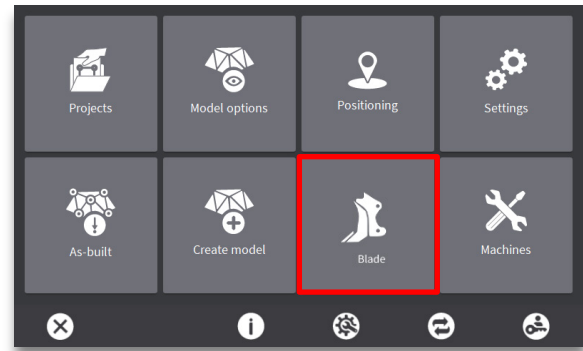 Projects
Model options
Positioning
Settings
As-built
Create model
Blade
Machines